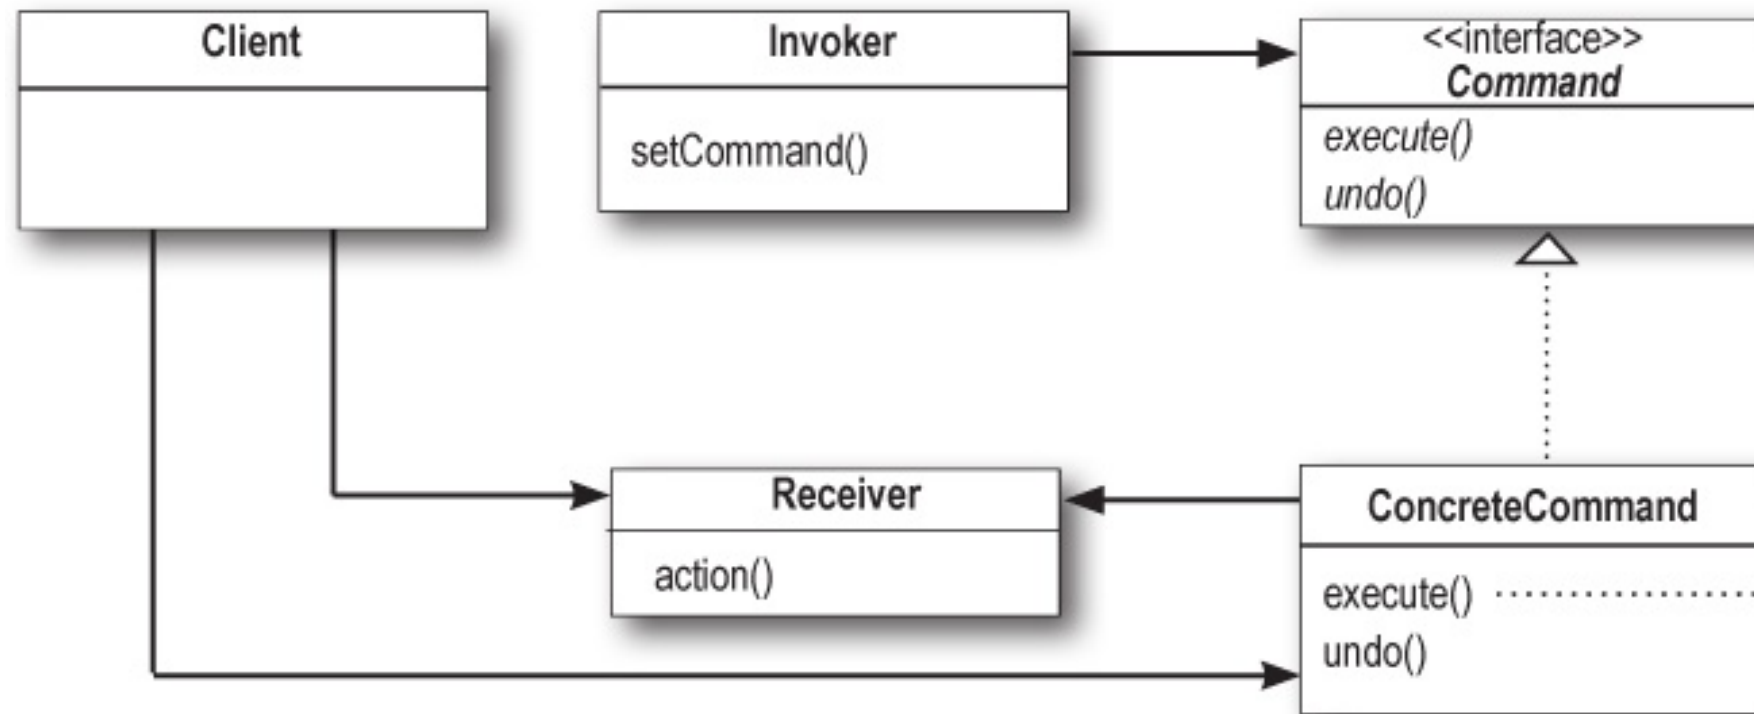 Client
Invoker
setCommand()
<<interface>>
Command
execute()
undo()
Receiver
action()
ConcreteCommand
execute()
undo()